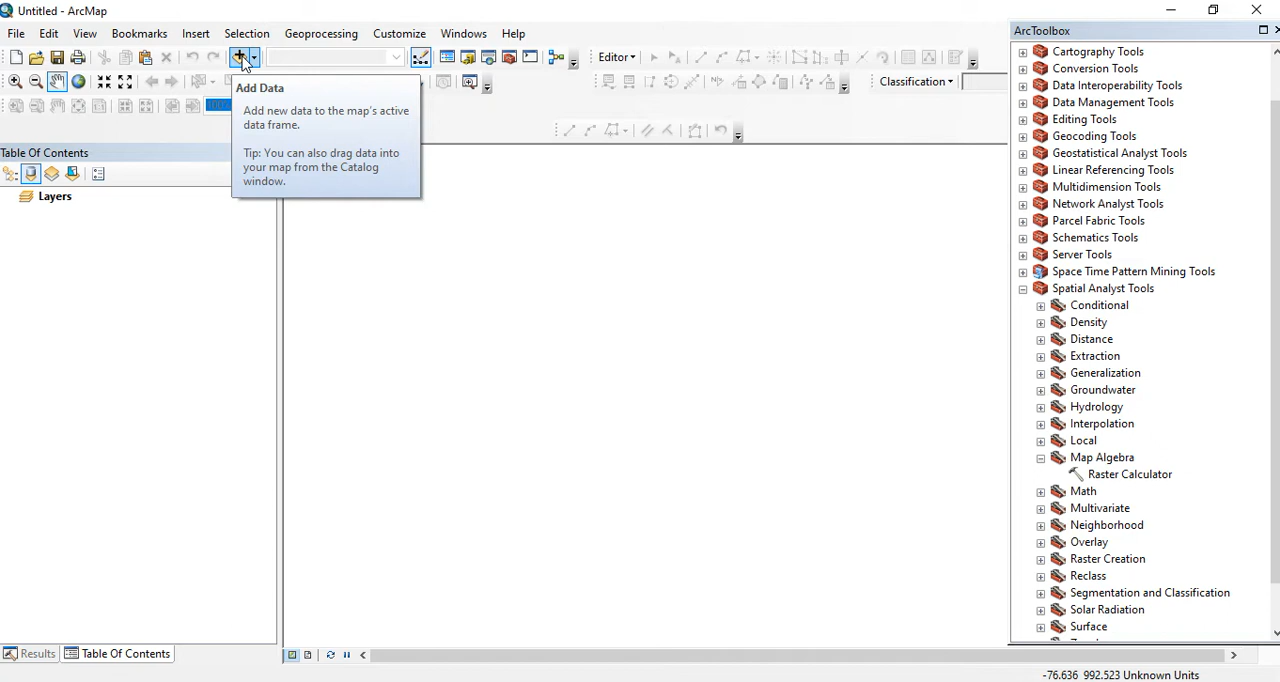 Untitled - ArcMap
File Edit View Bookmarks Insert Selection Geoprocessing Customize Windows Help
Editor
Classification
Add Data
Add new data to the map's active
data frame.
Tip: You can also drag data into
your map from the Catalog
window.
Table Of Contents
Layers
Results Table Of Contents
ArcToolbox
Cartography Tools
Conversion Tools
Data Interoperability Tools
Data Management Tools
Editing Tools
Geocoding Tools
Geostatistical Analyst Tools
Linear Referencing Tools
Multidimension Tools
Network Analyst Tools
Parcel Fabric Tools
Schematics Tools
Server Tools
Space Time Pattern Mining Tools
Spatial Analyst Tools
Conditional
Density
Distance
Extraction
Generalization
Groundwater
Hydrology
Interpolation
Local
Map Algebra
Raster Calculator
Math
Multivariate
Neighborhood
Overlay
Raster Creation
Reclass
Segmentation and Classification
Solar Radiation
Surface
-76.636 992.523 Unknown Units